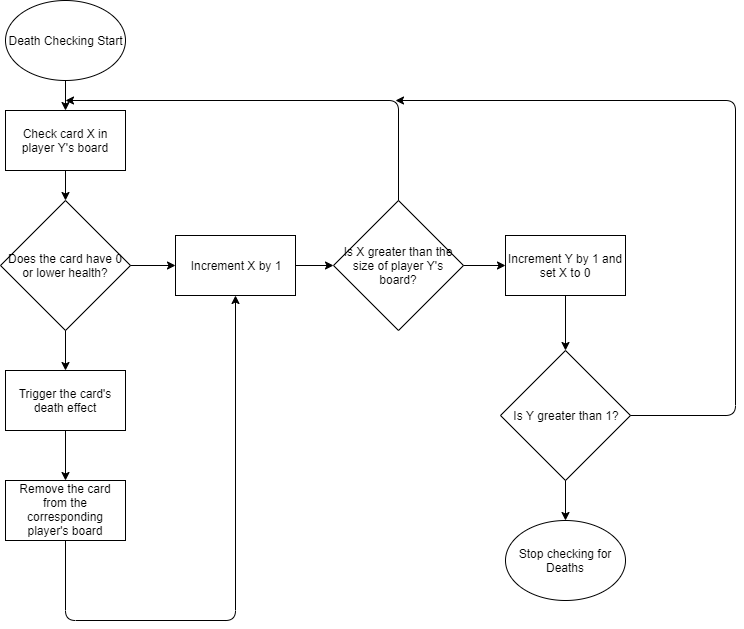 Death Checking Start
Check card X in
player Y's board
Does the card have 0
or lower health?
Increment X by 1
Is X greater than the
size of player Y's
board?
Increment Y by 1 and
set X to 0
Trigger the card's
death effect
Is Y greater than 1?
Remove the card
from the
corresponding
player's board
Stop checking for
Deaths